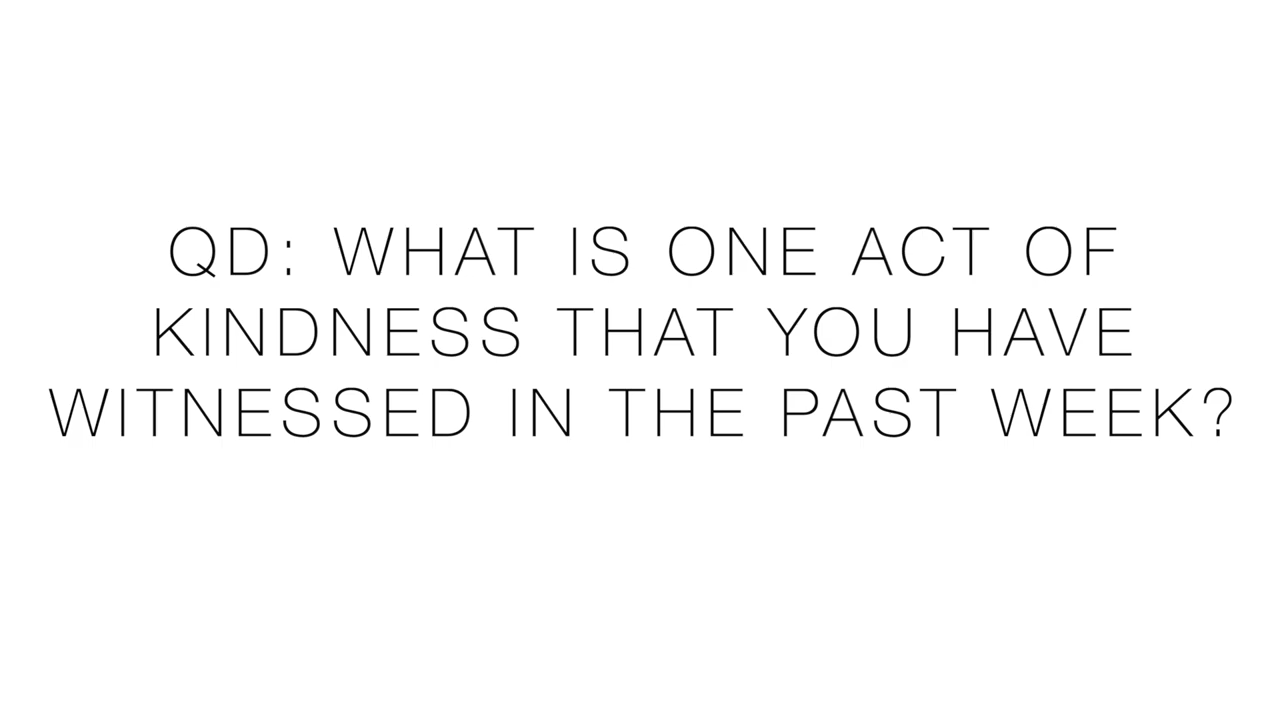 QD: WHAT IS ONE ACT OF
KINDNESS THAT YOU HAVE
WITNESSED IN THE PAST WEEK?